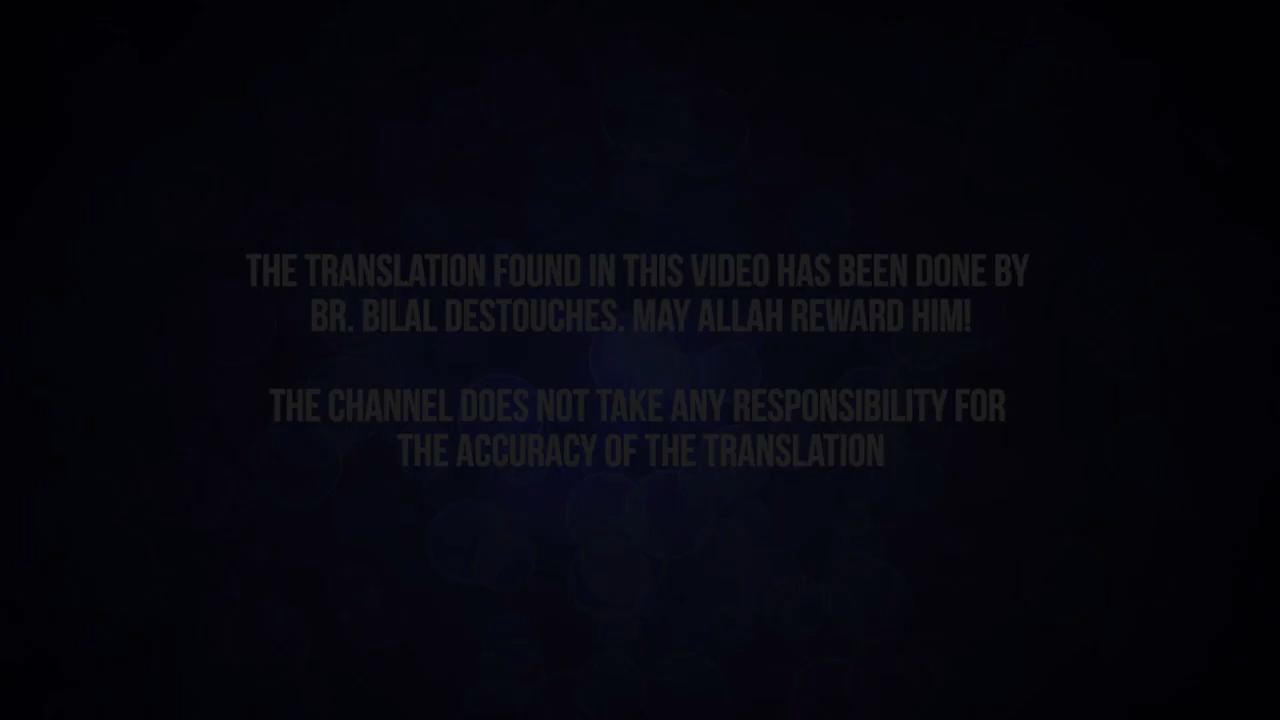 THE TRANSLATION FOUND IN THIS VIDEO HAS BEEN DONE BY
BR. BILAL DESTOUCHES. MAY ALLAH REWARD HIM!
THE CHANNEL DOES NOT TAKE ANY RESPONSIBILITY FOR
THE ACCURACY OF THE TRANSLATION